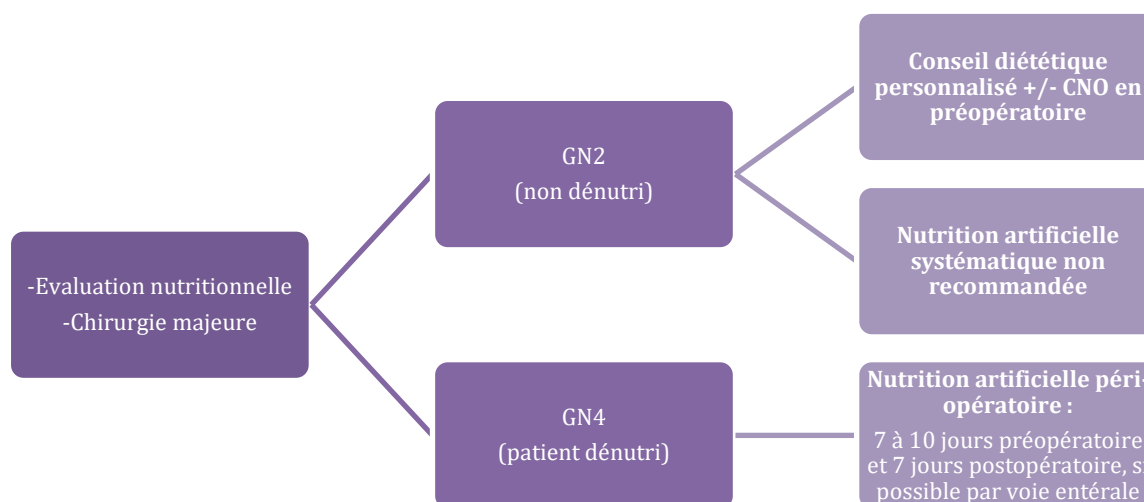 -Evaluation nutritionnelle
-Chirurgie majeure
GN2
(non dénutri)
Conseil diététique
personnalisé +/- CNO en
préopératoire
Nutrition artificielle
systématique non
recommandée
GN4
(patient dénutri)
Nutrition artificielle péri-
opératoire :
7 à 10 jours préopératoire
et 7 jours postopératoire, s
possible par voie entérale